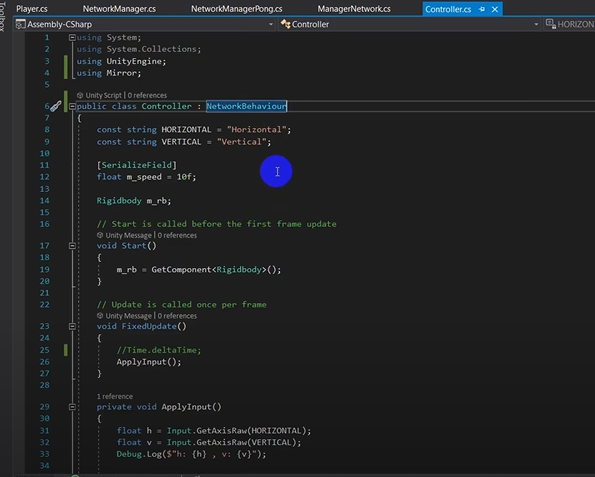 Player.cs NetworkManager.cs NetworkManagerPong.cs ManagerNetwork.cs Controller.cs
Toolbox
Assembly-CSharp Controller HORIZON
1 using System;
2 using System.Collections;
3 using UnityEngine;
4 using Mirror;
5
Unity Script | 0 references
6 public class Controller : NetworkBehaviour
7 {
8 const string HORIZONTAL = "Horizontal";
9 const string VERTICAL = "Vertical";
10
11 [SerializeField]
12 float m_speed = 10f;
13
14 Rigidbody m_rb;
15
16 // Start is called before the first frame update
Unity Message | 0 references
17 void Start()
18 {
19 m_rb = GetComponent<Rigidbody>();
20 }
21
22 // Update is called once per frame
Unity Message | 0 references
23 void FixedUpdate()
24 {
25 //Time.deltaTime;
26 ApplyInput();
27 }
28
1 reference
29 private void ApplyInput()
30 {
31 float h = Input.GetAxisRaw(HORIZONTAL);
32 float v = Input.GetAxisRaw(VERTICAL);
33 Debug.Log($"h: {h} , v: {v}");
34